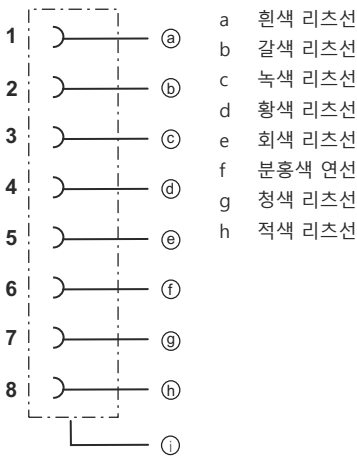 1 ⓐ a 흰색 리츠선
2 ⓑ b 갈색 리츠선
3 ⓒ c 녹색 리츠선
4 ⓓ d 황색 리츠선
5 ⓔ e 회색 리츠선
6 ⓕ f 분홍색 연선
7 ⓖ g 청색 리츠선
8 ⓗ h 적색 리츠선
ⓘ